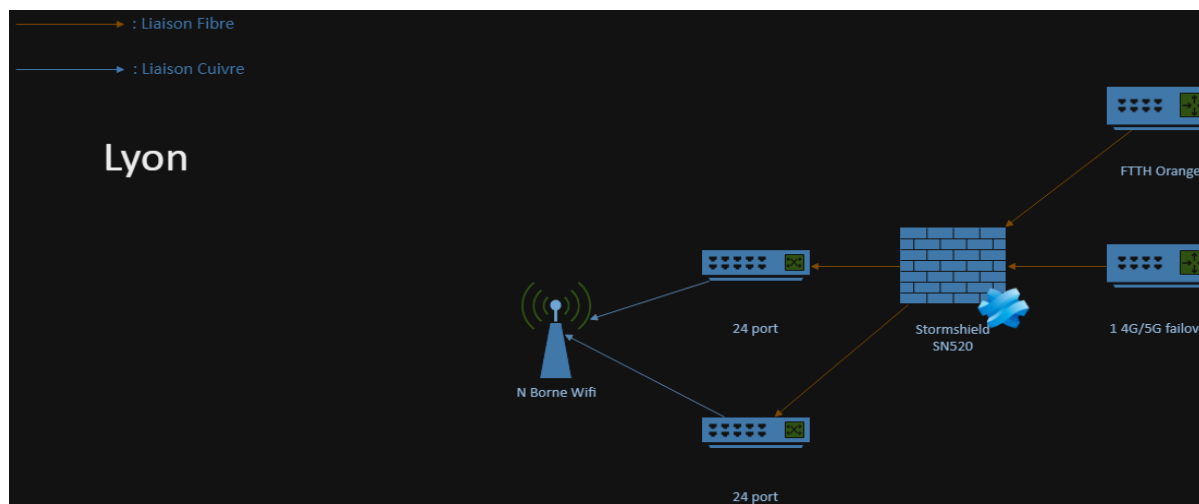 : Liaison Fibre
: Liaison Cuivre
Lyon
FTTH Orange
24 port
Stormshield
SN520
1 4G/5G failov
N Borne Wifi
24 port